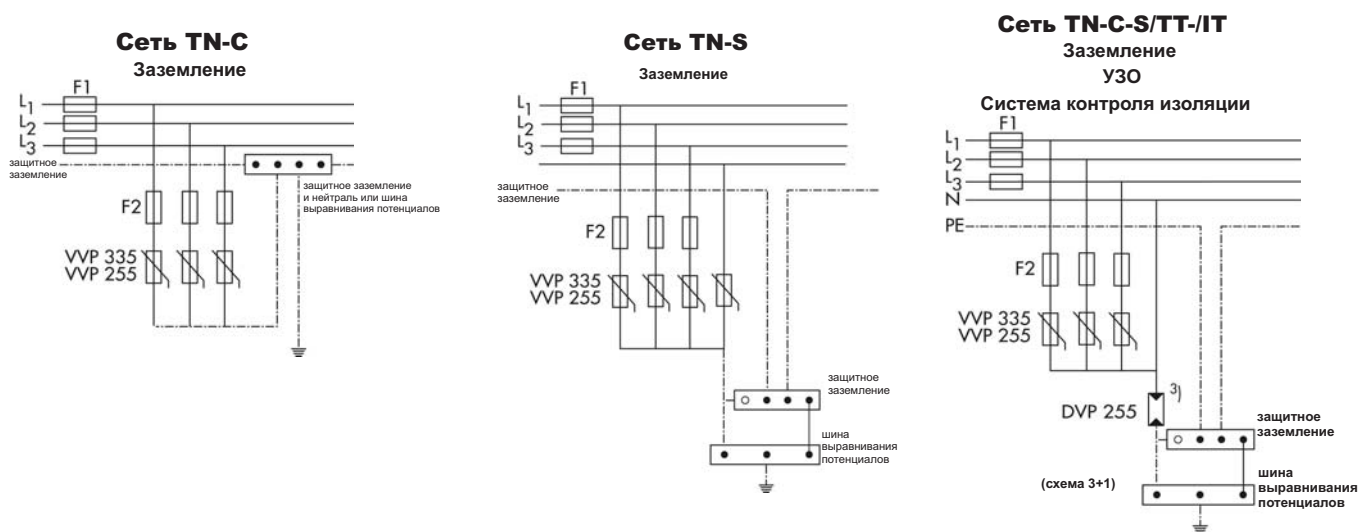 Сеть TN-C
Заземление
F1
L1
L2
L3
защитное
заземление
защитное заземление
и нейтраль или шина
выравнивания потенциалов
F2
VVP 335
VVP 255
Сеть TN-S
Заземление
F1
L1
L2
L3
защитное
заземление
F2
VVP 335
VVP 255
защитное
заземление
шина
выравнивания
потенциалов
Сеть TN-C-S/TT-/IT
Заземление
УЗО
Система контроля изоляции
F1
L1
L2
L3
N
PE
F2
VVP 335
VVP 255
3)
DVP 255
защитное
заземление
(схема 3+1)
шина
выравнивания
потенциалов